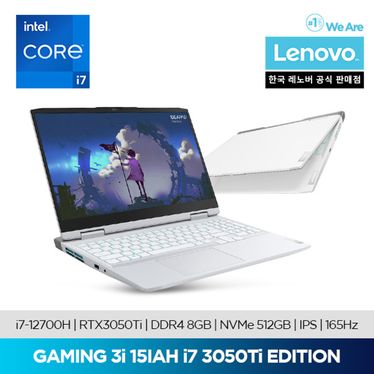 intel.
CORE
i7
#1 We Are
Lenovo
한국 레노버 공식 판매점
i7-12700H | RTX3050Ti | DDR4 8GB | NVMe 512GB | IPS | 165Hz
GAMING 3i 15IAH i7 3050Ti EDITION